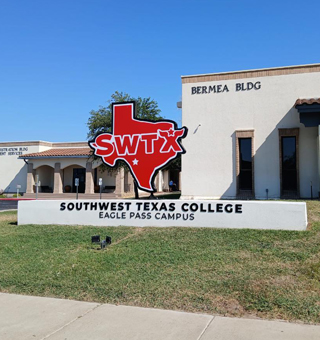 BERMEA BLDG
SWTX
SOUTHWEST TEXAS COLLEGE
EAGLE PASS CAMPUS